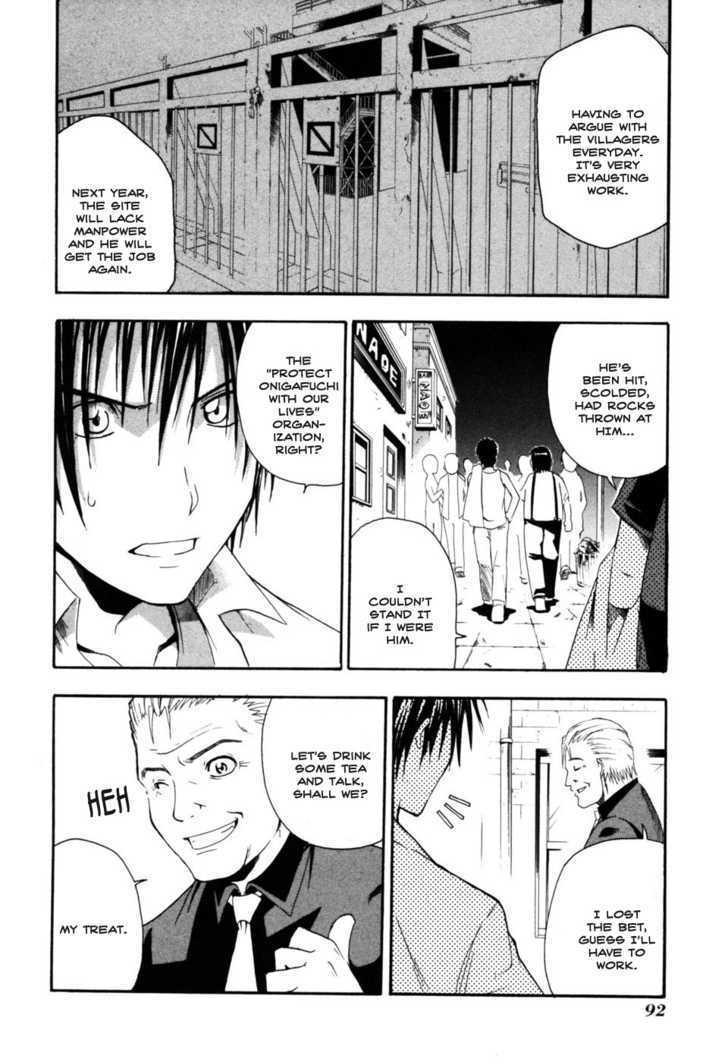 HAVING TO
ARGUE WITH
THE VILLAGERS
EVERYDAY.
IT'S VERY
EXHAUSTING
WORK.
NEXT YEAR,
THE SITE
WILL LACK
MANPOWER
AND HE WILL
GET THE JOB
AGAIN.
HE'S
BEEN HIT,
SCOLDED,
HAD ROCKS
THROWN AT
HIM...
NAOE
I
COULDN'T
STAND IT
IF I WERE
HIM.
THE
"PROTECT
ONIGAFUCHI
WITH OUR
LIVES"
ORGAN-
IZATION,
RIGHT?
I LOST
THE BET,
GUESS I'LL
HAVE TO
WORK.
LET'S DRINK
SOME TEA
AND TALK,
SHALL WE?
HEH
MY TREAT.
92